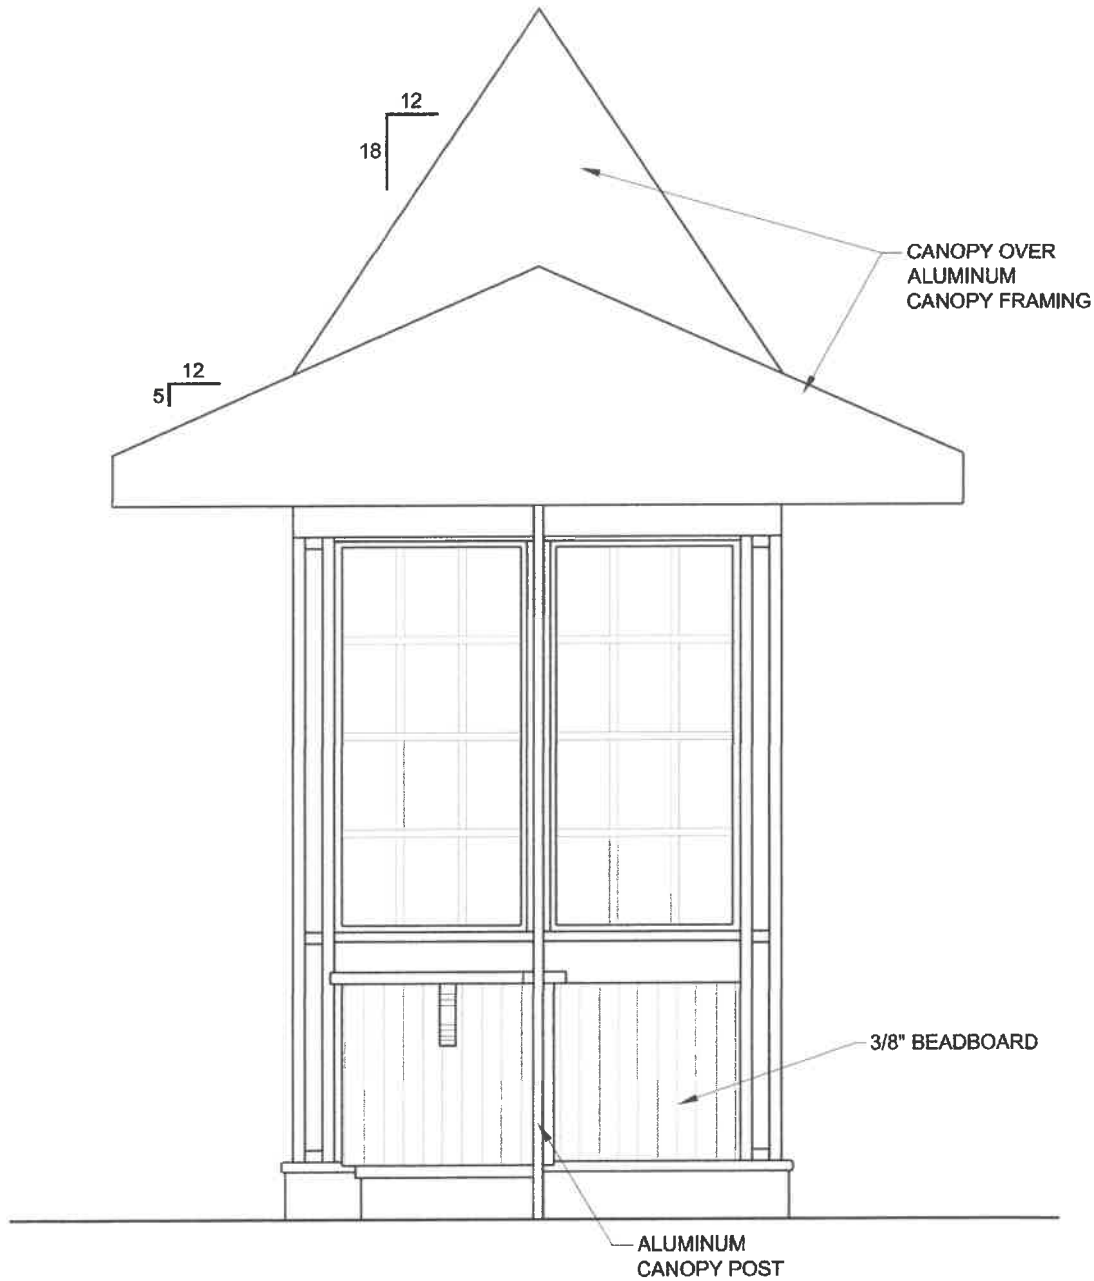 12
18
CANOPY OVER
ALUMINUM
CANOPY FRAMING
12
5
3/8" BEADBOARD
ALUMINUM
CANOPY POST